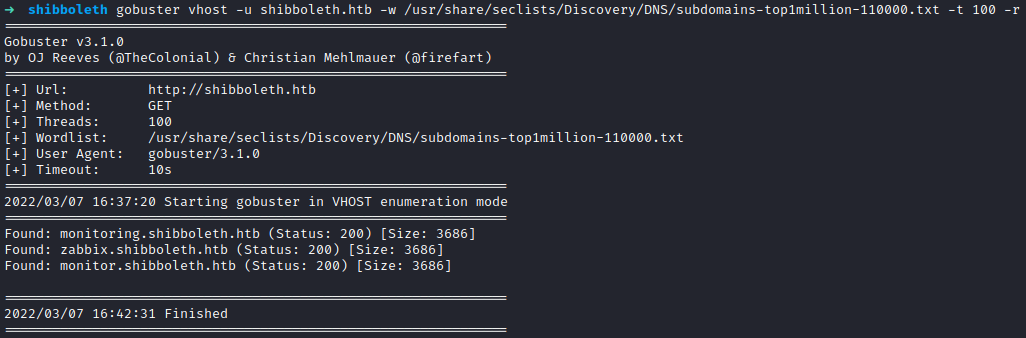 ➜ shibboleth gobuster vhost -u shibboleth.htb -w /usr/share/seclists/Discovery/DNS/subdomains-top1million-110000.txt -t 100 -r
===============================================================
Gobuster v3.1.0
by OJ Reeves (@TheColonial) & Christian Mehlmauer (@firefart)
===============================================================
[+] Url:          http://shibboleth.htb
[+] Method:       GET
[+] Threads:      100
[+] Wordlist:     /usr/share/seclists/Discovery/DNS/subdomains-top1million-110000.txt
[+] User Agent:   gobuster/3.1.0
[+] Timeout:      10s
===============================================================
2022/03/07 16:37:20 Starting gobuster in VHOST enumeration mode
===============================================================
Found: monitoring.shibboleth.htb (Status: 200) [Size: 3686]
Found: zabbix.shibboleth.htb (Status: 200) [Size: 3686]
Found: monitor.shibboleth.htb (Status: 200) [Size: 3686]
===============================================================
2022/03/07 16:42:31 Finished
===============================================================